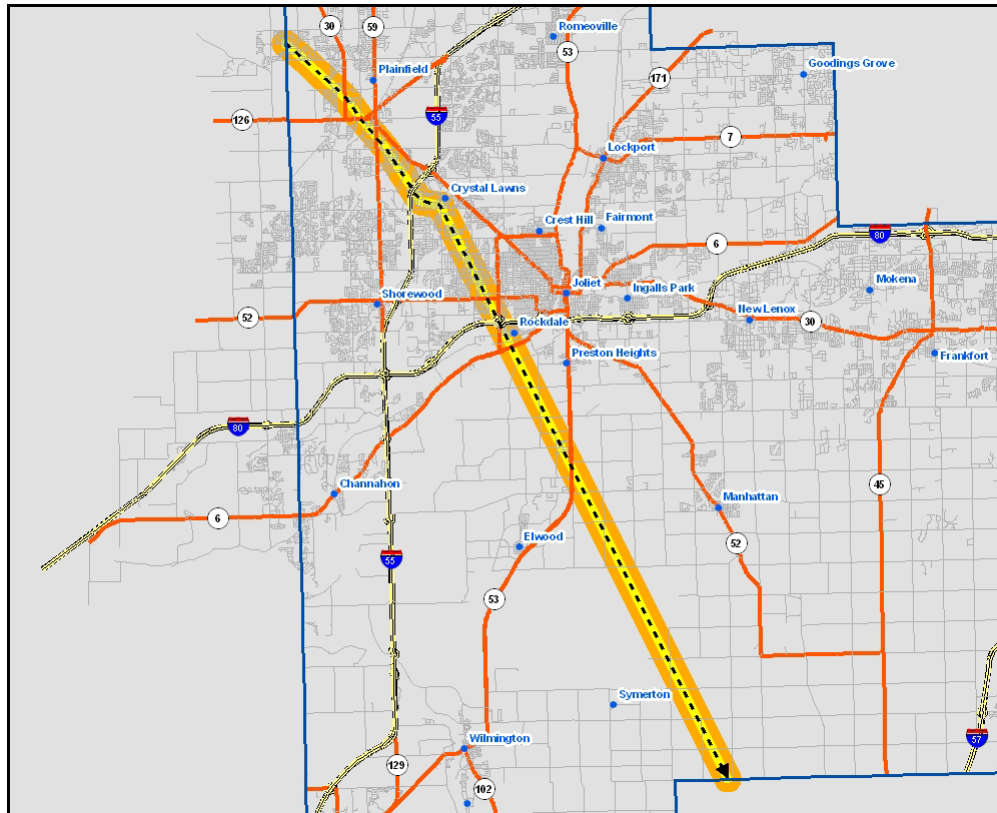 30
59
Romeoville
53
Goodings Grove
Plainfield
171
55
126
7
Lockport
Crystal Lawns
Crest Hill
Fairmont
80
6
Mokena
Joliet
Ingalls Park
Shorewood
New Lenox
52
30
Rockdale
Frankfort
Preston Heights
80
Channahon
45
Manhattan
6
Elwood
52
55
53
Symerton
Wilmington
57
129
102